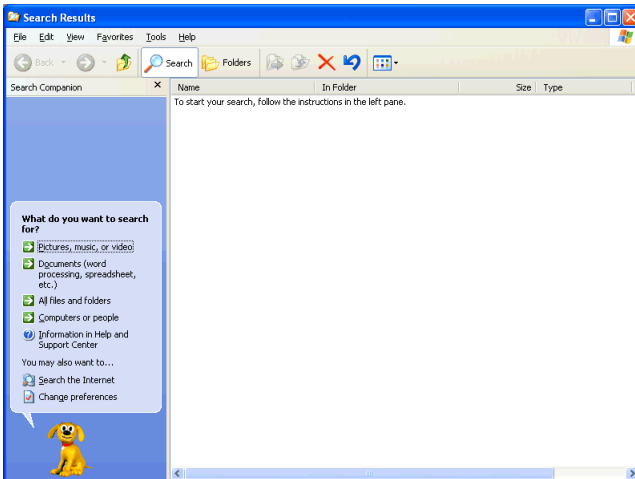 Search Results
File Edit View Favorites Tools Help
Back Search Folders
Search Companion Name In Folder Size Type
To start your search, follow the instructions in the left pane.
What do you want to search
for?
Pictures, music, or video
Documents (word
processing, spreadsheet,
etc.)
All files and folders
Computers or people
Information in Help and
Support Center
You may also want to...
Search the Internet
Change preferences